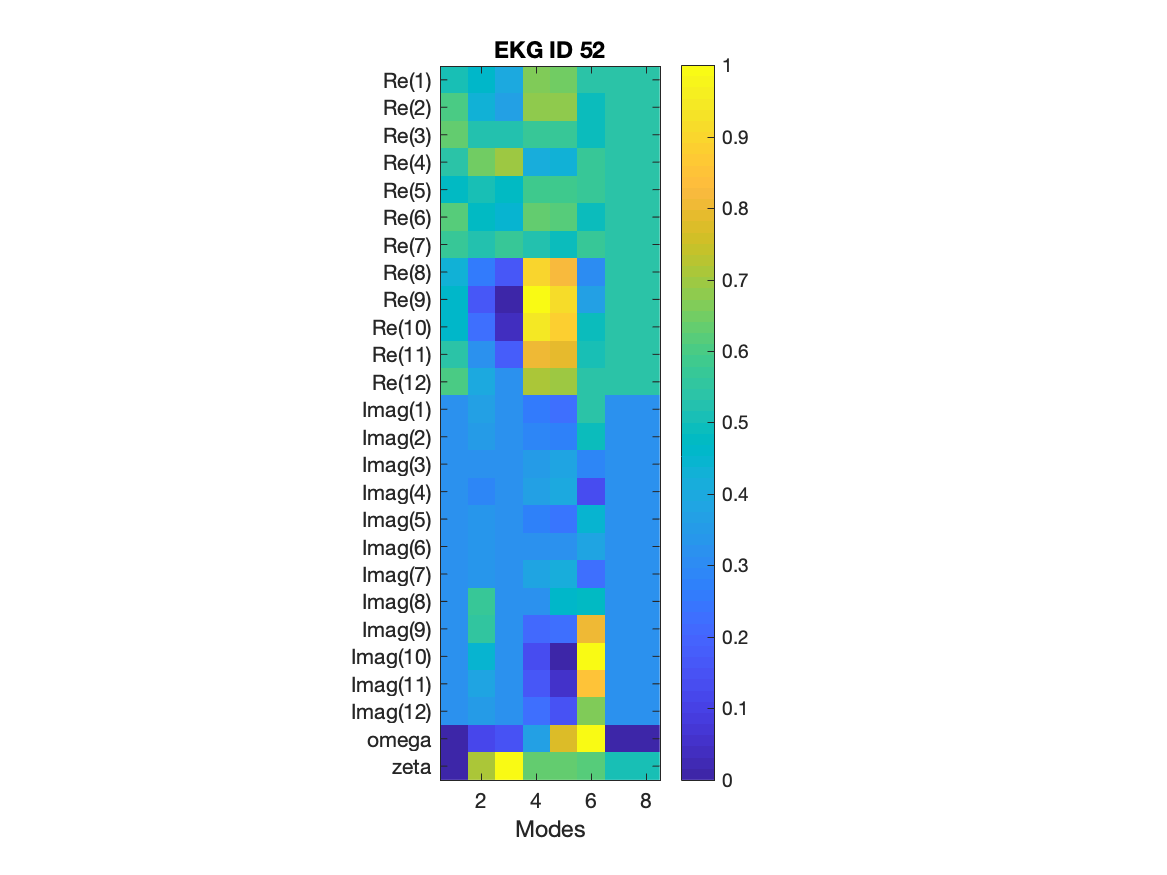 EKG ID 52
Re(1)
Re(2)
Re(3)
Re(4)
Re(5)
Re(6)
Re(7)
Re(8)
Re(9)
Re(10)
Re(11)
Re(12)
Imag(1)
Imag(2)
Imag(3)
Imag(4)
Imag(5)
Imag(6)
Imag(7)
Imag(8)
Imag(9)
Imag(10)
Imag(11)
Imag(12)
omega
zeta
2 4 6 8
Modes
1
0.9
0.8
0.7
0.6
0.5
0.4
0.3
0.2
0.1
0